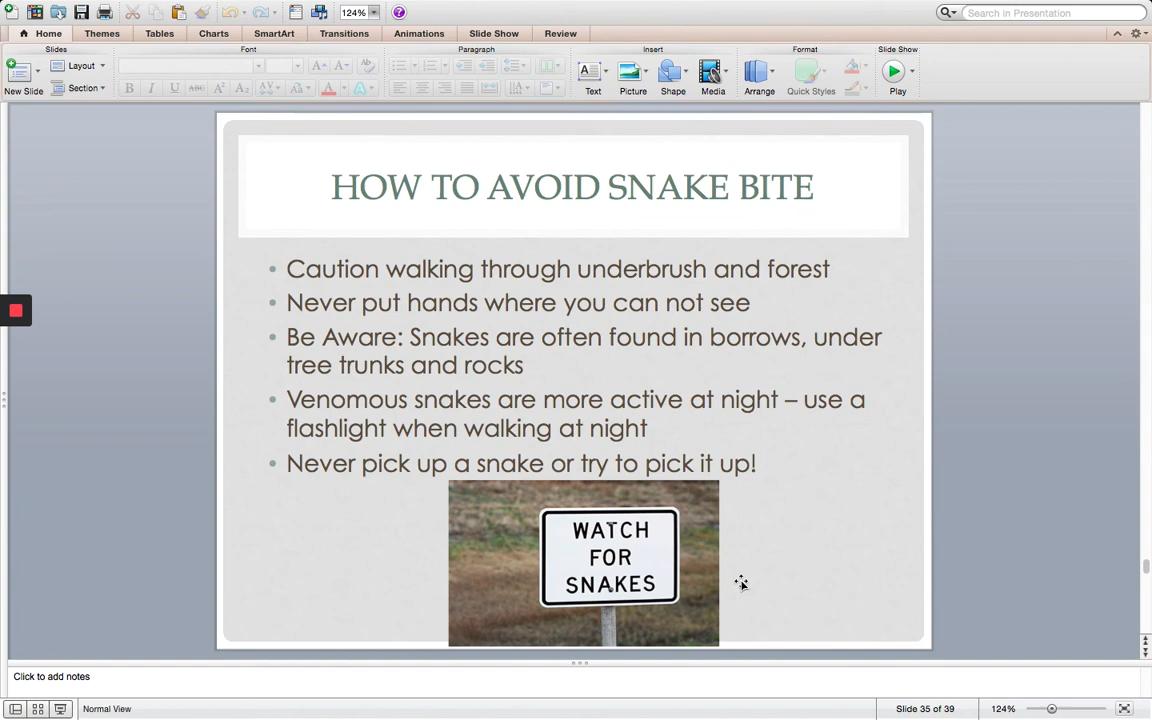 124%
Search in Presentation
Home Themes Tables Charts SmartArt Transitions Animations Slide Show Review
Slides Font Paragraph Insert Format Slide Show
Layout
Section
New Slide
B I U ABC A² A₂ AV Aa A A
Text Picture Shape Media Arrange Quick Styles Play
HOW TO AVOID SNAKE BITE
• Caution walking through underbrush and forest
• Never put hands where you can not see
• Be Aware: Snakes are often found in borrows, under
tree trunks and rocks
• Venomous snakes are more active at night – use a
flashlight when walking at night
• Never pick up a snake or try to pick it up!
WATCH
FOR
SNAKES
Click to add notes
Normal View
Slide 35 of 39
124%